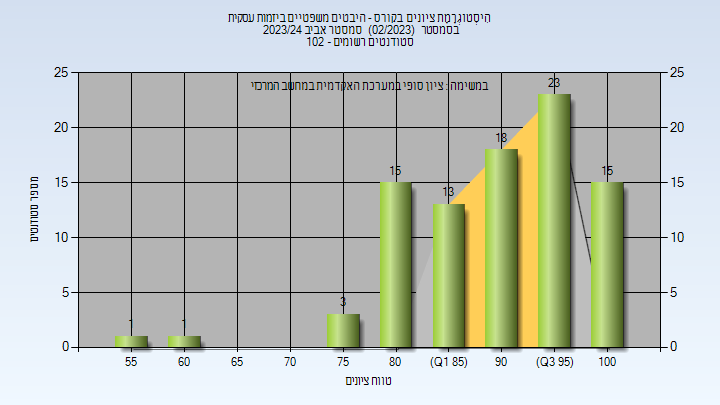 היסטוגרמת ציונים בקורס - היבטים משפטיים ביזמות עסקית
בסמסטר (02/2023) סמסטר אביב 2023/24
סטודנטים רשומים - 102
במשימה : ציון סופי במערכת האקדמית במחשב המרכזי
25 25
20 20
15 15
10 10
5 5
0 0
מספר סטודנטים
1 1 3 15 13 18 23 15
55 60 65 70 75 80 (Q1 85) 90 (Q3 95) 100
טווח ציונים